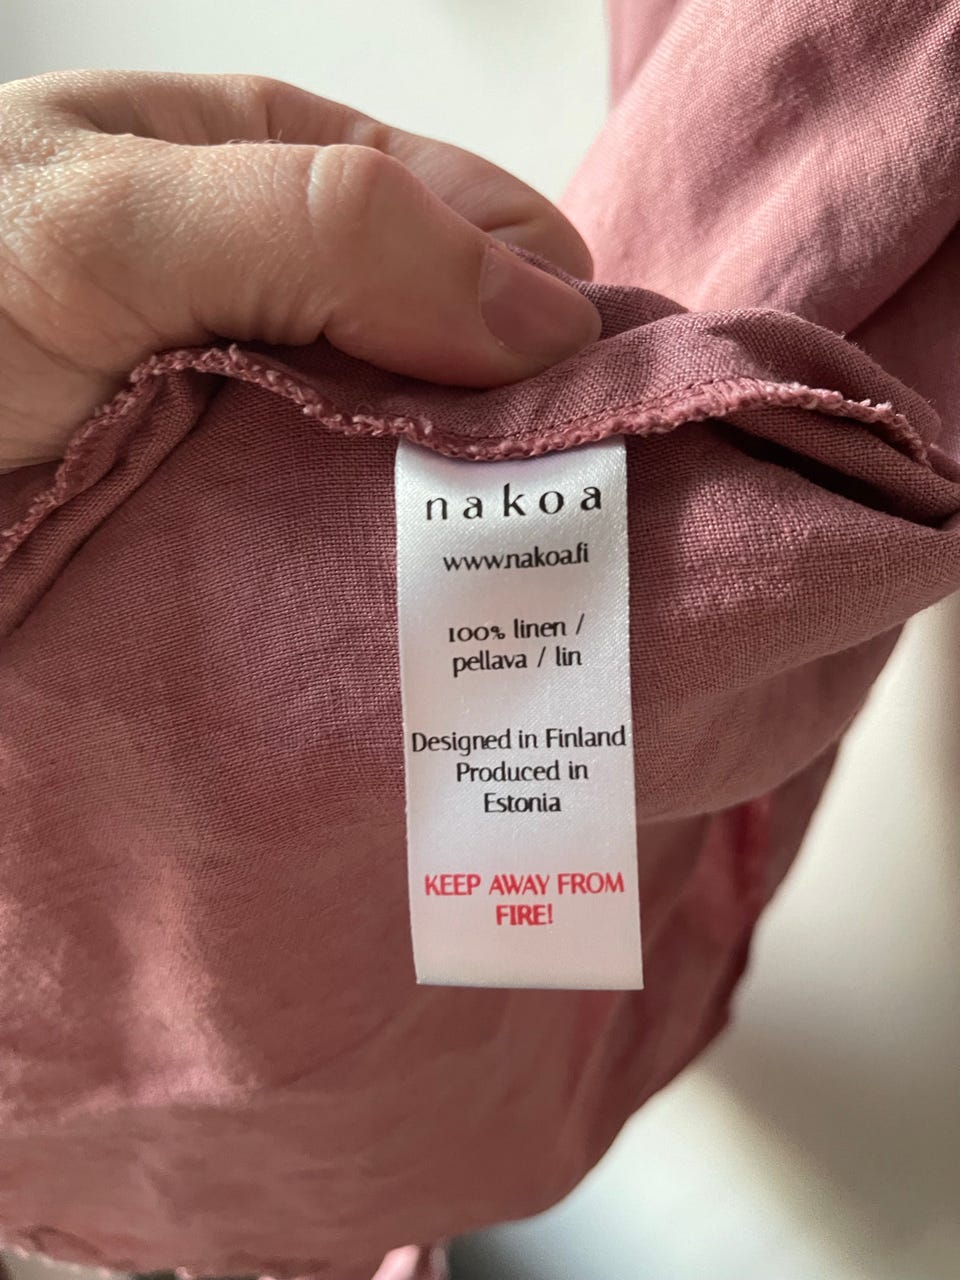 nakoa
www.nakoa.fi
100% linen /
pellava / lin
Designed in Finland
Produced in
Estonia
KEEP AWAY FROM
FIRE!